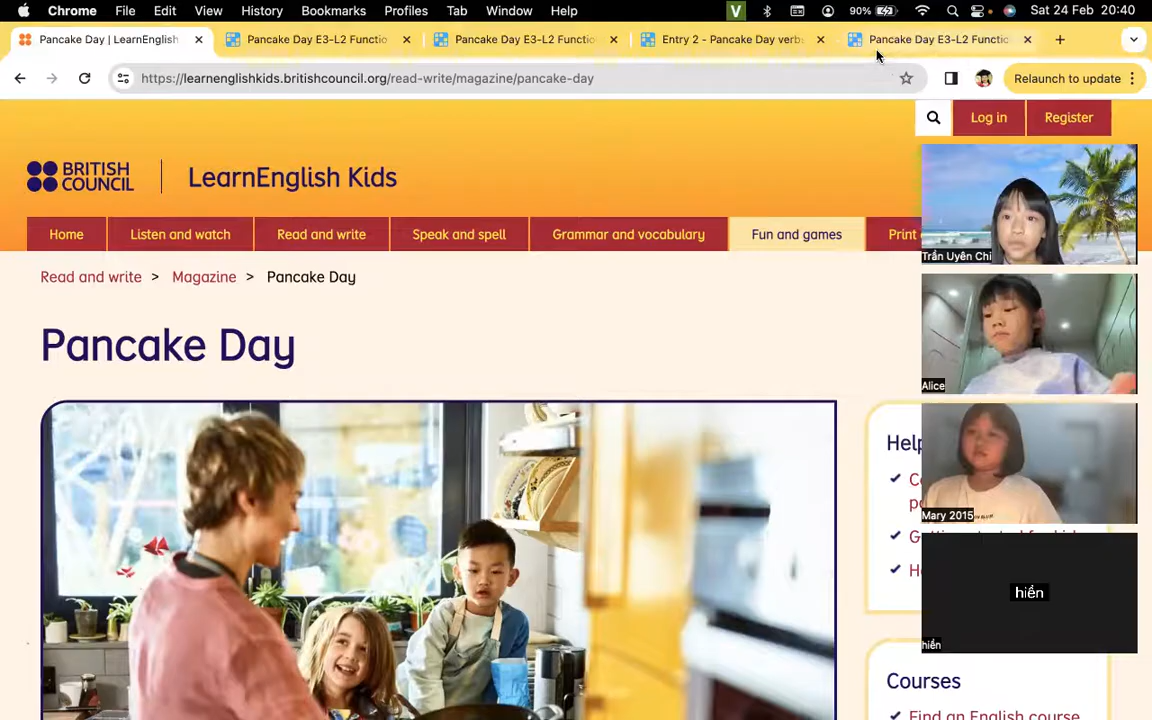 Chrome File Edit View History Bookmarks Profiles Tab Window Help V 90% Sat 24 Feb 20:40
Pancake Day | LearnEnglish Pancake Day E3-L2 Functio Pancake Day E3-L2 Functio Entry 2 - Pancake Day verb Pancake Day E3-L2 Functio
https://learnenglishkids.britishcouncil.org/read-write/magazine/pancake-day Relaunch to update
Log in Register
BRITISH COUNCIL LearnEnglish Kids
Home Listen and watch Read and write Speak and spell Grammar and vocabulary Fun and games Print
Trần Uyên Chi
Read and write > Magazine > Pancake Day
Pancake Day
Alice
Help
Mary 2015
hiển
hiển
Courses
Find an English course